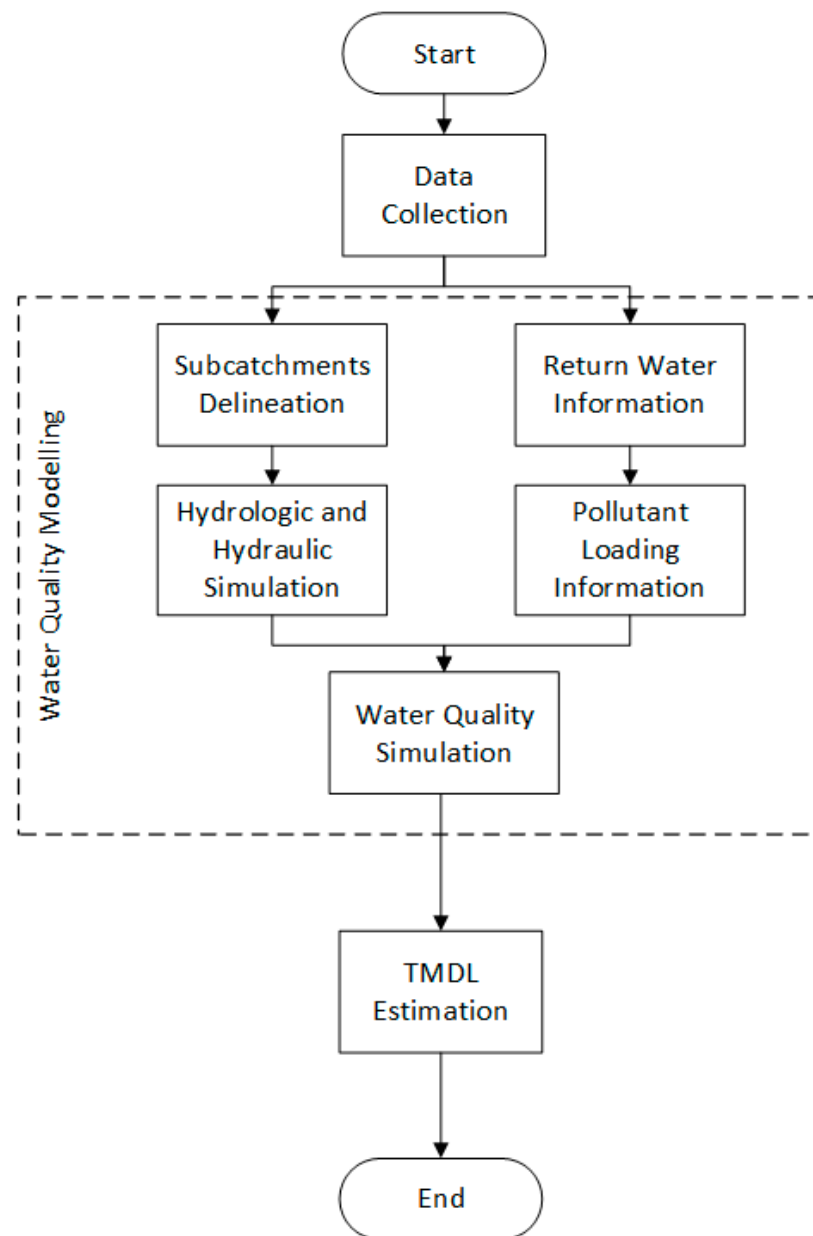 Start
Data
Collection
Subcatchments
Delineation
Return Water
Information
Water Quality Modelling
Hydrologic and
Hydraulic
Simulation
Pollutant
Loading
Information
Water Quality
Simulation
TMDL
Estimation
End